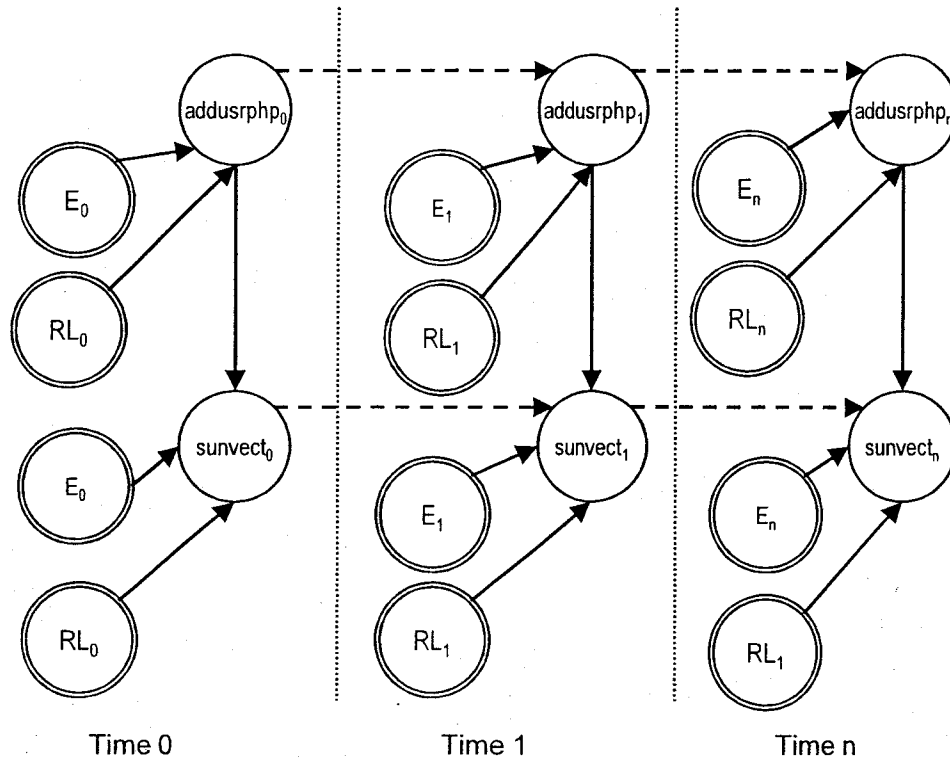 addusrphp0
addusrphp1
addusrphpn
E0
E1
En
RL0
RL1
RLn
sunvect0
sunvect1
sunvectn
E0
E1
En
RL0
RL1
RL1
Time 0
Time 1
Time n